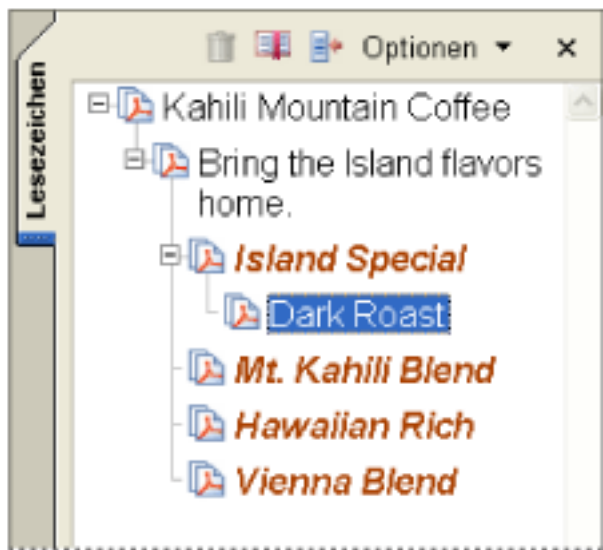 Optionen
Lesezeichen
Kahili Mountain Coffee
Bring the Island flavors
home.
Island Special
Dark Roast
Mt. Kahili Blend
Hawaiian Rich
Vienna Blend